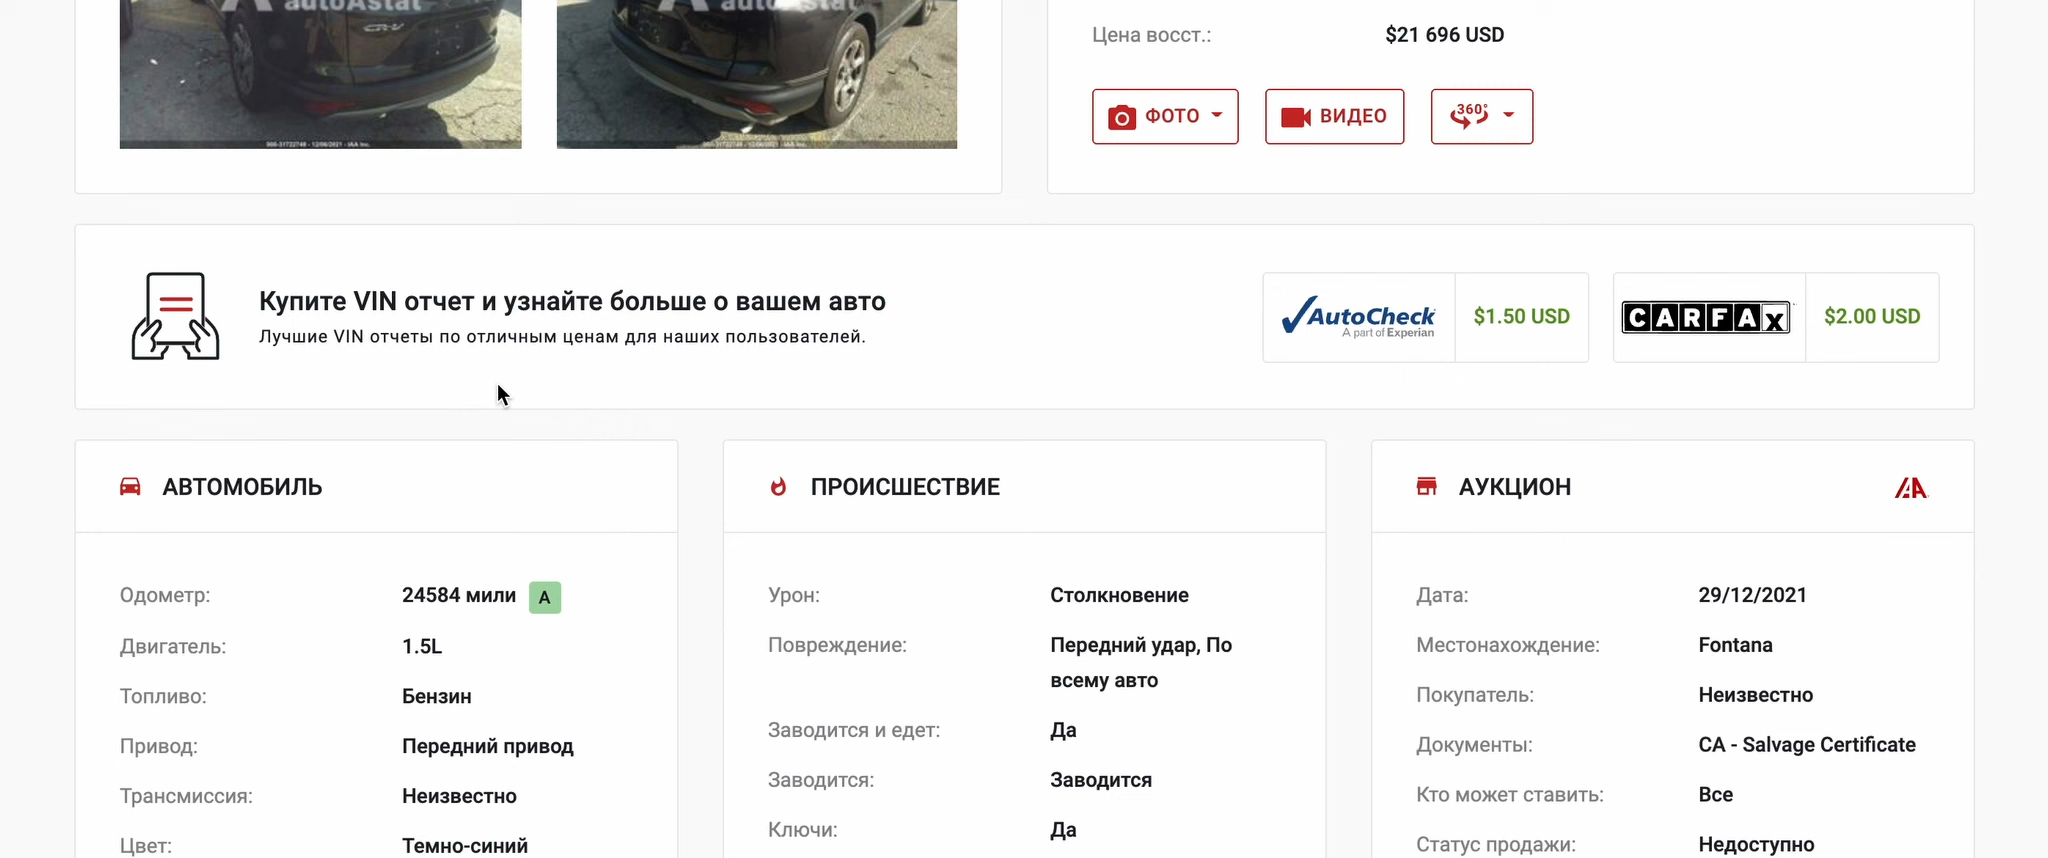 autoAstat
autoAstat
CR-V
Цена восст.: $21 696 USD
ФОТО ВИДЕО 360°
Купите VIN отчет и узнайте больше о вашем авто
Лучшие VIN отчеты по отличным ценам для наших пользователей.
AutoCheck
A part of Experian
$1.50 USD
CARFAX
$2.00 USD
АВТОМОБИЛЬ
Одометр: 24584 мили A
Двигатель: 1.5L
Топливо: Бензин
Привод: Передний привод
Трансмиссия: Неизвестно
Цвет: Темно-синий
ПРОИСШЕСТВИЕ
Урон: Столкновение
Повреждение: Передний удар, По
всему авто
Заводится и едет: Да
Заводится: Заводится
Ключи: Да
АУКЦИОН
IAA
Дата: 29/12/2021
Местонахождение: Fontana
Покупатель: Неизвестно
Документы: CA - Salvage Certificate
Кто может ставить: Все
Статус продажи: Недоступно